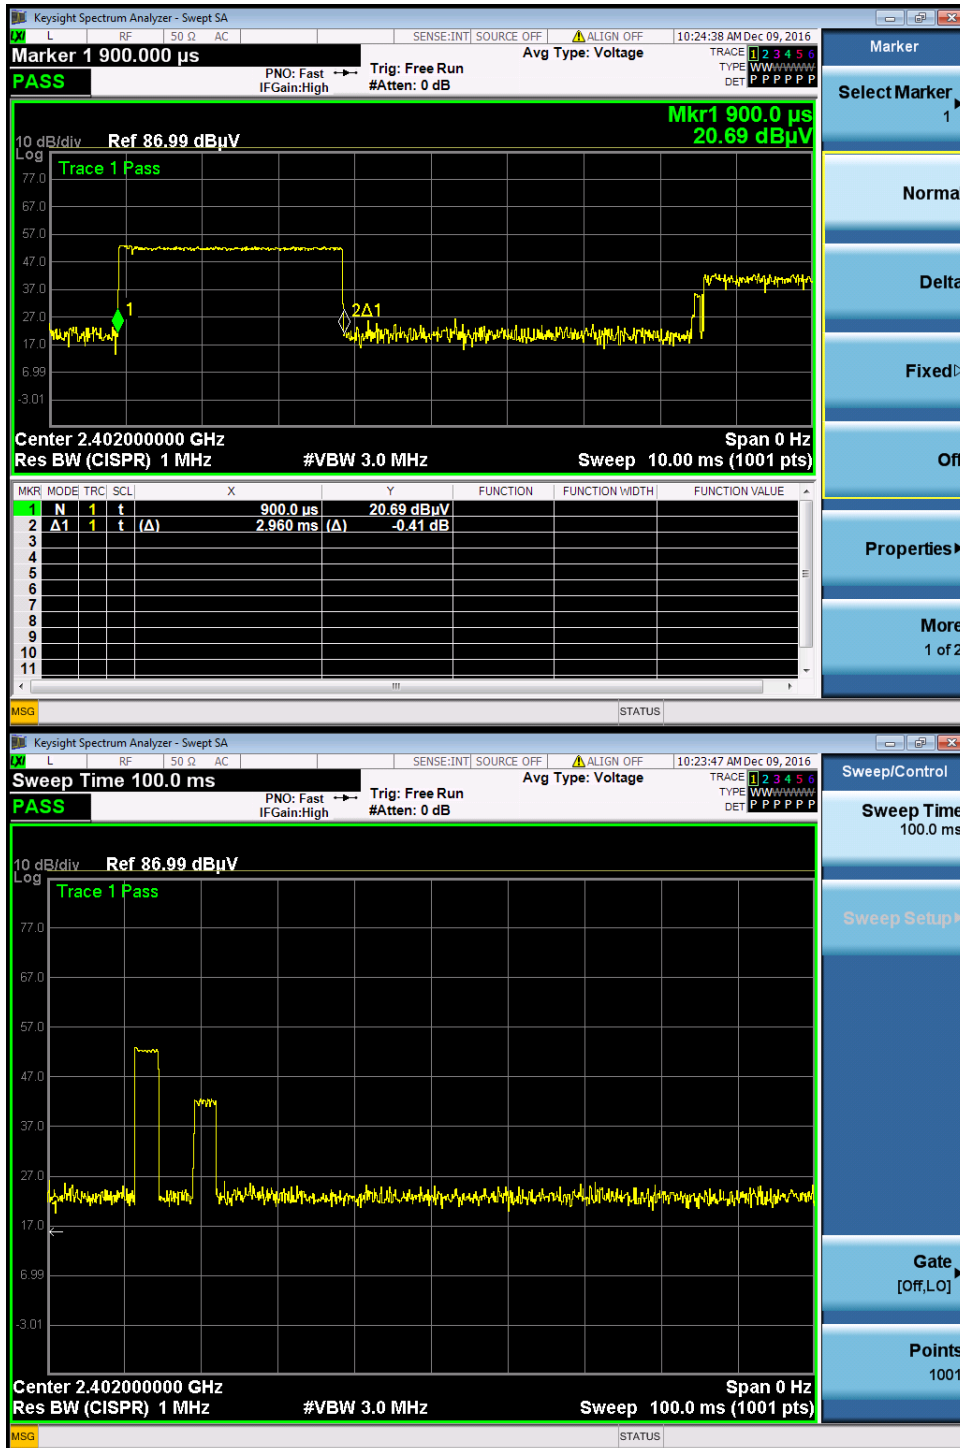 Keysight Spectrum Analyzer - Swept SA
LXI L RF 50 Ω AC SENSE:INT SOURCE OFF ALIGN OFF 10:24:38 AM Dec 09, 2016
Marker 1 900.000 µs
Avg Type: Voltage
TRACE 1 2 3 4 5 6
TYPE WWWWWW
DET P P P P P P
PASS
PNO: Fast
IFGain:High
Trig: Free Run
#Atten: 0 dB
Mkr1 900.0 µs
20.69 dBµV
10 dB/div Ref 86.99 dBµV
Log
Trace 1 Pass
77.0
67.0
57.0
47.0
37.0
27.0
17.0
6.99
-3.01
1
2Δ1
Center 2.402000000 GHz Span 0 Hz
Res BW (CISPR) 1 MHz #VBW 3.0 MHz Sweep 10.00 ms (1001 pts)
MKR MODE TRC SCL X Y FUNCTION FUNCTION WIDTH FUNCTION VALUE
1 N 1 t 900.0 µs 20.69 dBµV
2 Δ1 1 t (Δ) 2.960 ms (Δ) -0.41 dB
3
4
5
6
7
8
9
10
11
MSG STATUS
Marker
Select Marker
1
Normal
Delta
Fixed
Off
Properties
More
1 of 2
Keysight Spectrum Analyzer - Swept SA
LXI L RF 50 Ω AC SENSE:INT SOURCE OFF ALIGN OFF 10:23:47 AM Dec 09, 2016
Sweep Time 100.0 ms
Avg Type: Voltage
TRACE 1 2 3 4 5 6
TYPE WWWWWW
DET P P P P P P
PASS
PNO: Fast
IFGain:High
Trig: Free Run
#Atten: 0 dB
10 dB/div Ref 86.99 dBµV
Log
Trace 1 Pass
77.0
67.0
57.0
47.0
37.0
27.0
17.0
6.99
-3.01
Center 2.402000000 GHz Span 0 Hz
Res BW (CISPR) 1 MHz #VBW 3.0 MHz Sweep 100.0 ms (1001 pts)
MSG STATUS
Sweep/Control
Sweep Time
100.0 ms
Sweep Setup
Gate
[Off,LO]
Points
1001